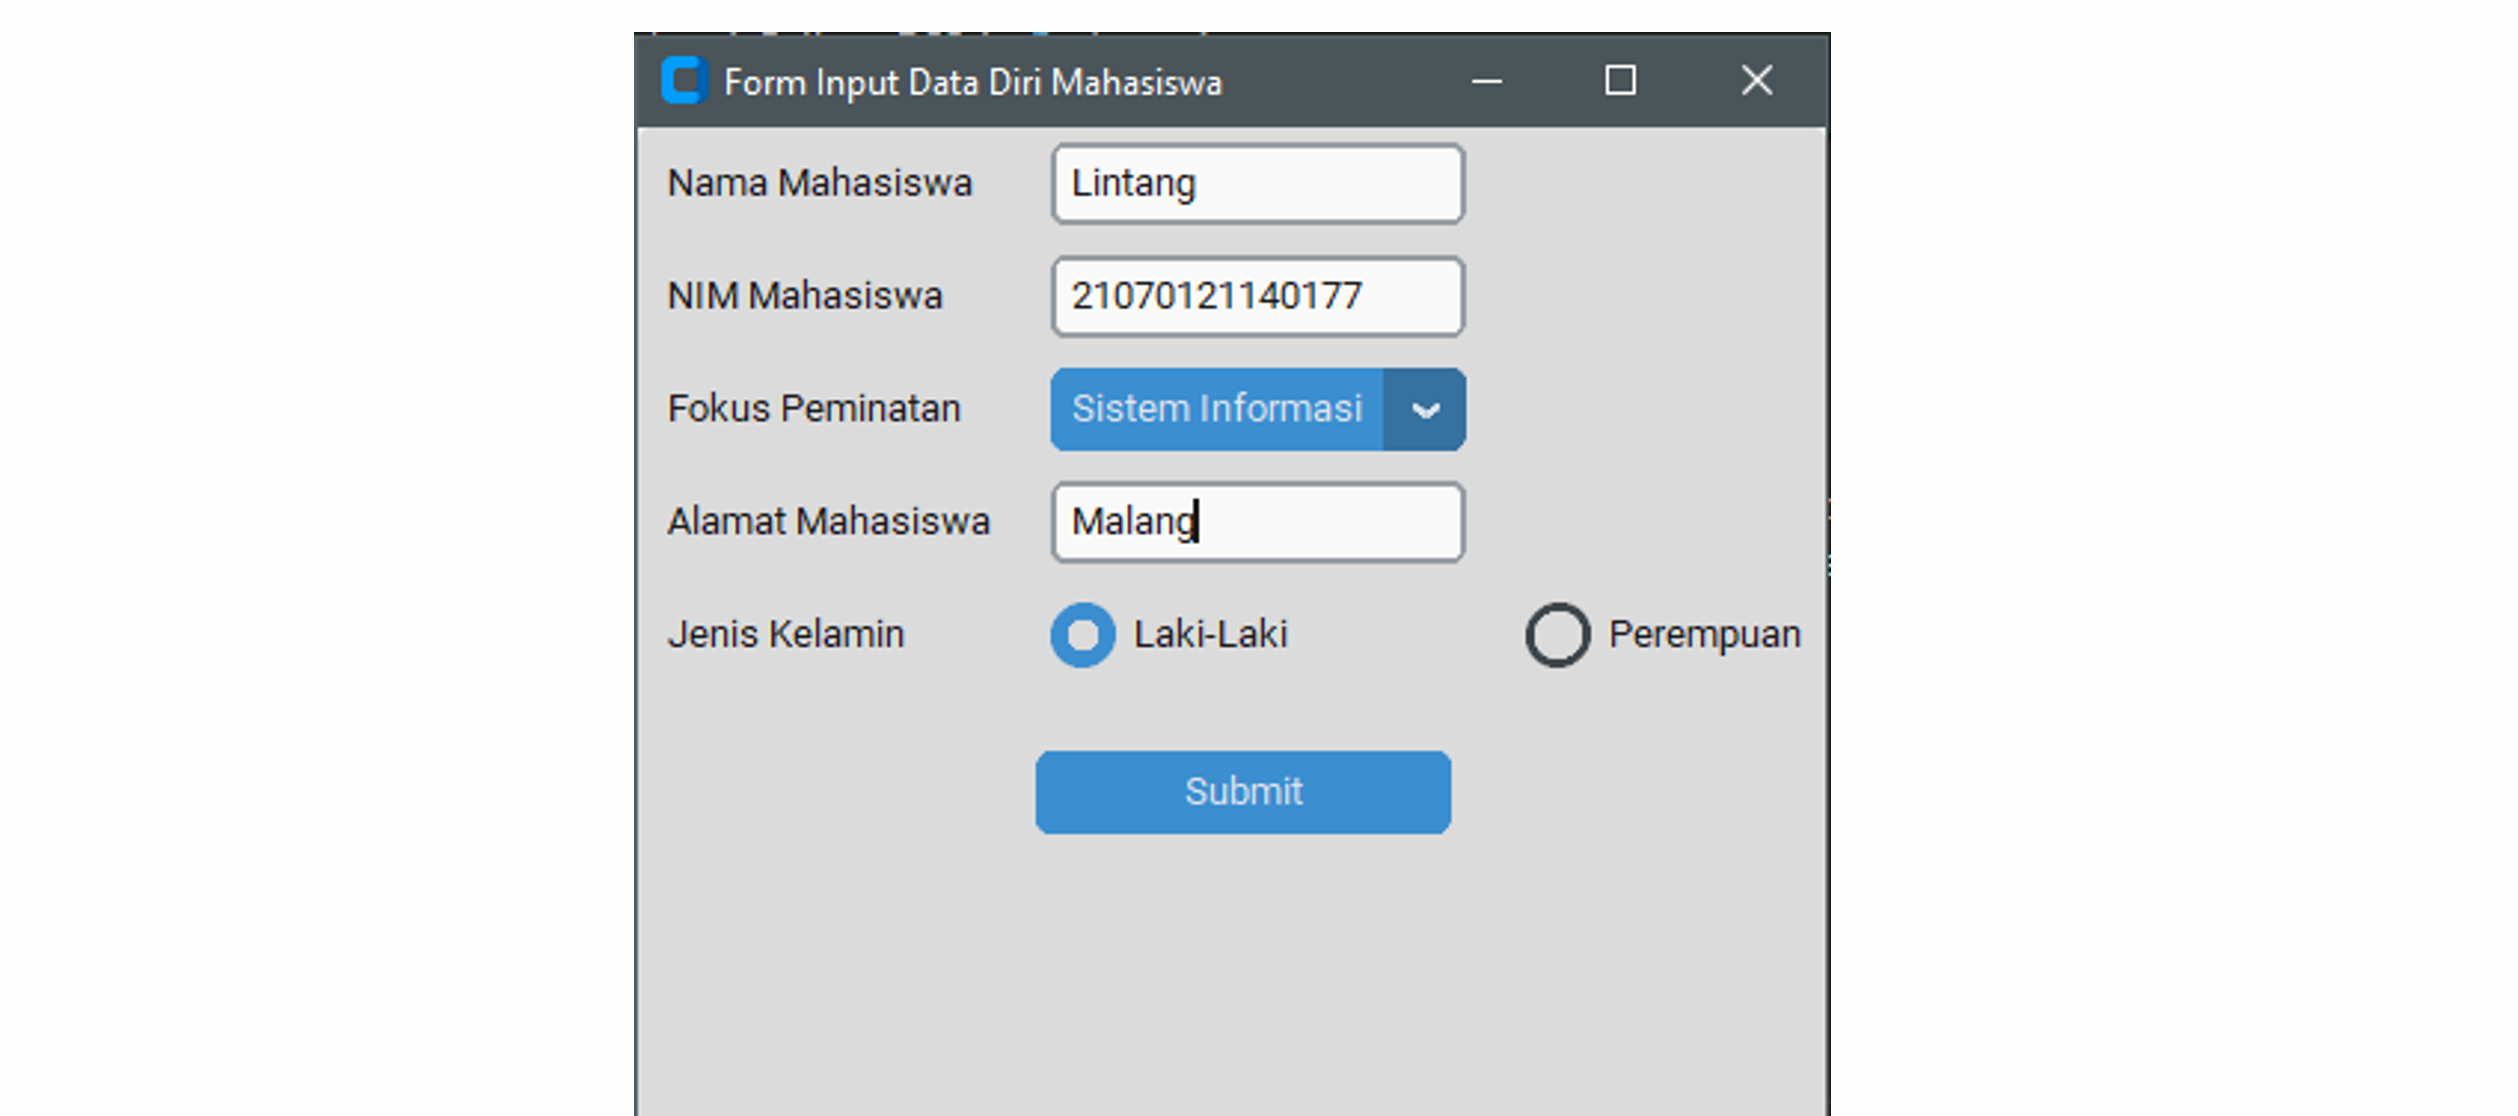 Form Input Data Diri Mahasiswa
Nama Mahasiswa Lintang
NIM Mahasiswa 21070121140177
Fokus Peminatan Sistem Informasi
Alamat Mahasiswa Malang
Jenis Kelamin Laki-Laki Perempuan
Submit